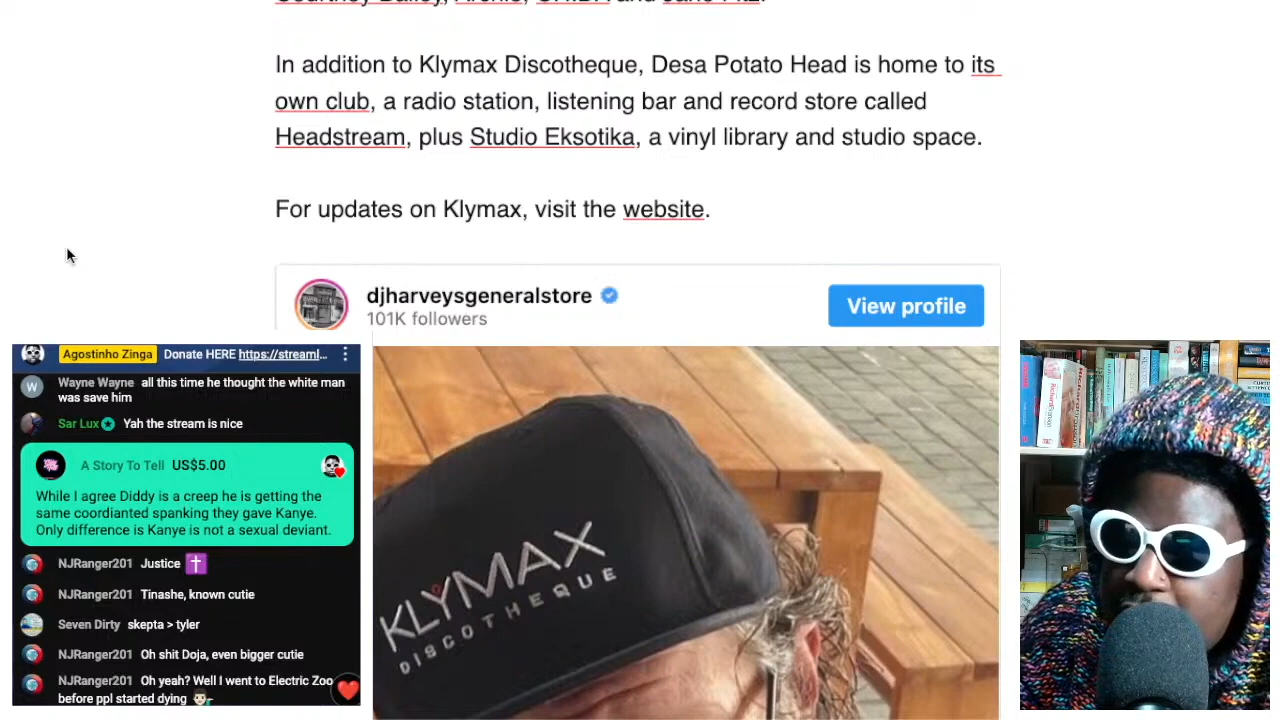 In addition to Klymax Discotheque, Desa Potato Head is home to its
own club, a radio station, listening bar and record store called
Headstream, plus Studio Eksotika, a vinyl library and studio space.
For updates on Klymax, visit the website.
djharveysgeneralstore
101K followers
View profile
Agostinho Zinga Donate HERE https://streaml...
W Wayne Wayne all this time he thought the white man
was save him
Sar Lux Yah the stream is nice
A Story To Tell US$5.00
While I agree Diddy is a creep he is getting the
same coordianted spanking they gave Kanye.
Only difference is Kanye is not a sexual deviant.
NJRanger201 Justice
NJRanger201 Tinashe, known cutie
Seven Dirty skepta > tyler
NJRanger201 Oh shit Doja, even bigger cutie
NJRanger201 Oh yeah? Well I went to Electric Zoo
before ppl started dying
KLYMAX
DISCOTHEQUE